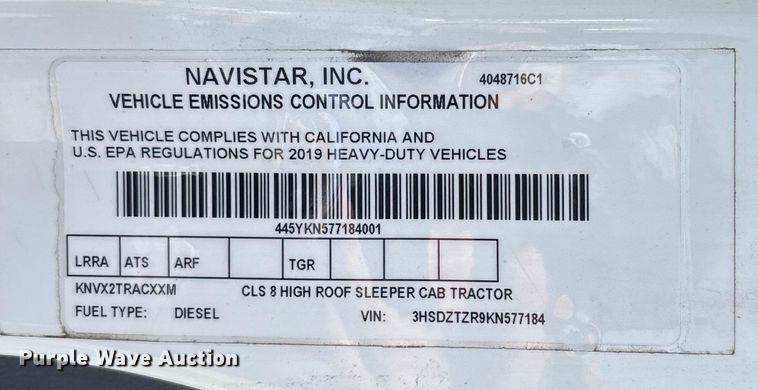 NAVISTAR, INC.
4048716C1
VEHICLE EMISSIONS CONTROL INFORMATION
THIS VEHICLE COMPLIES WITH CALIFORNIA AND
U.S. EPA REGULATIONS FOR 2019 HEAVY-DUTY VEHICLES
445YKN577184001
LRRA ATS ARF TGR
KNVX2TRACXXM CLS 8 HIGH ROOF SLEEPER CAB TRACTOR
FUEL TYPE: DIESEL VIN: 3HSDZTZR9KN577184
Purple Wave Auction